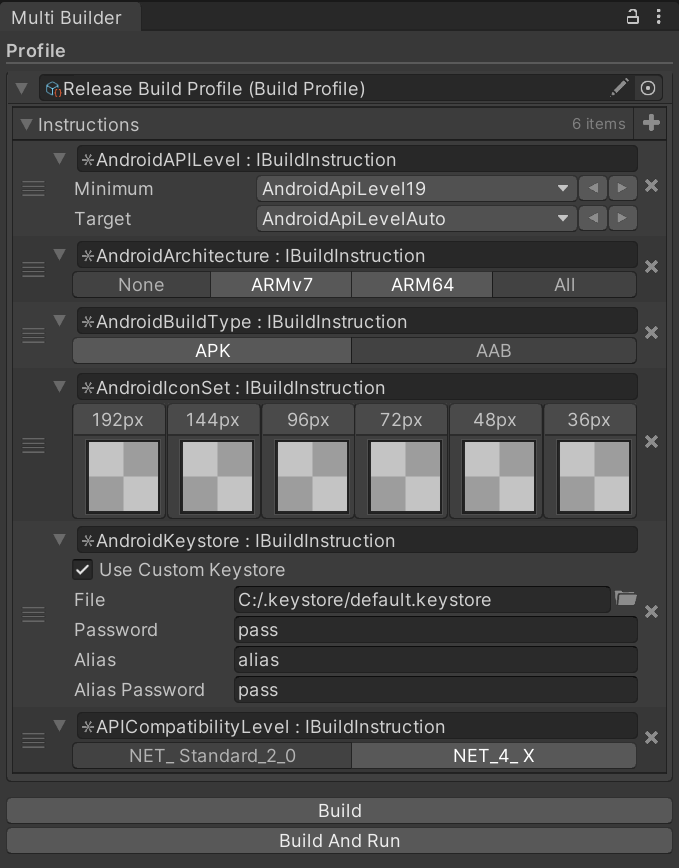 Multi Builder
Profile
Release Build Profile (Build Profile)
Instructions 6 items
AndroidAPILevel : IBuildInstruction
Minimum AndroidApiLevel19
Target AndroidApiLevelAuto
AndroidArchitecture : IBuildInstruction
None ARMv7 ARM64 All
AndroidBuildType : IBuildInstruction
APK AAB
AndroidIconSet : IBuildInstruction
192px 144px 96px 72px 48px 36px
AndroidKeystore : IBuildInstruction
Use Custom Keystore
File C:/.keystore/default.keystore
Password pass
Alias alias
Alias Password pass
APICompatibilityLevel : IBuildInstruction
NET_ Standard_2_0 NET_4_ X
Build
Build And Run